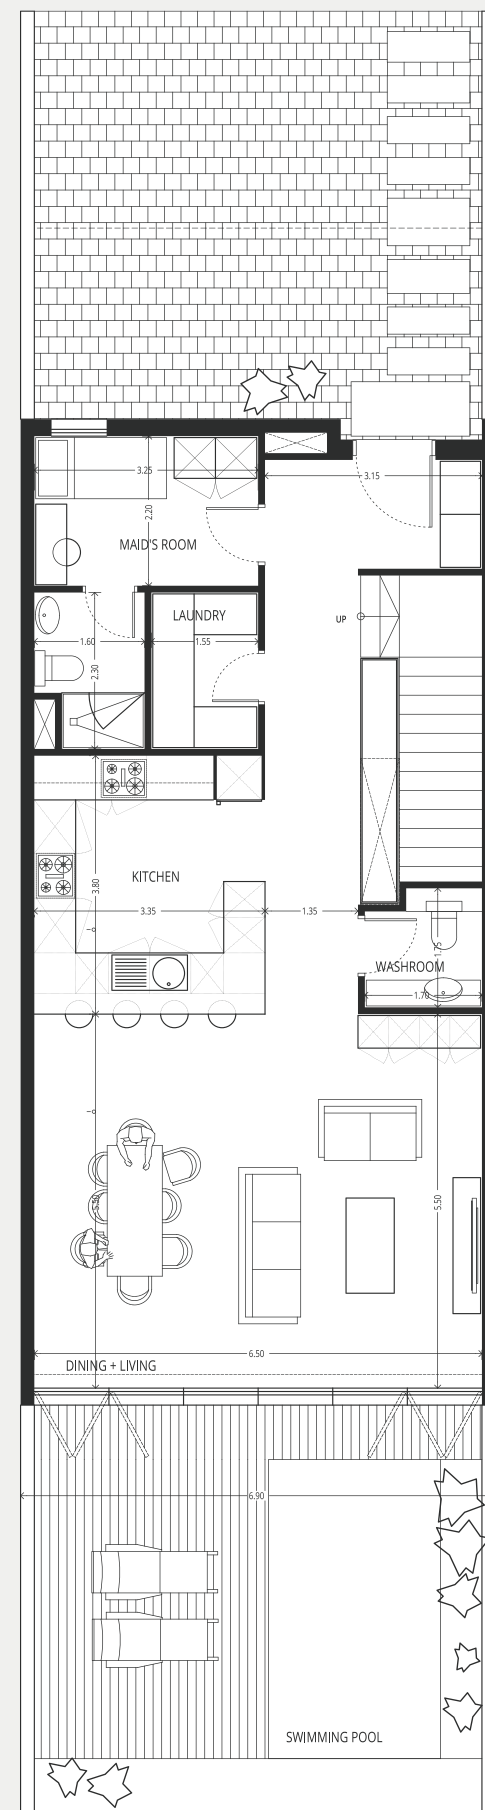 3.25
3.15
2.20
MAID'S ROOM
LAUNDRY
UP
1.60
1.55
2.30
KITCHEN
3.80
3.35
1.35
1.75
WASHROOM
1.70
5.50
5.50
6.50
DINING + LIVING
6.90
SWIMMING POOL